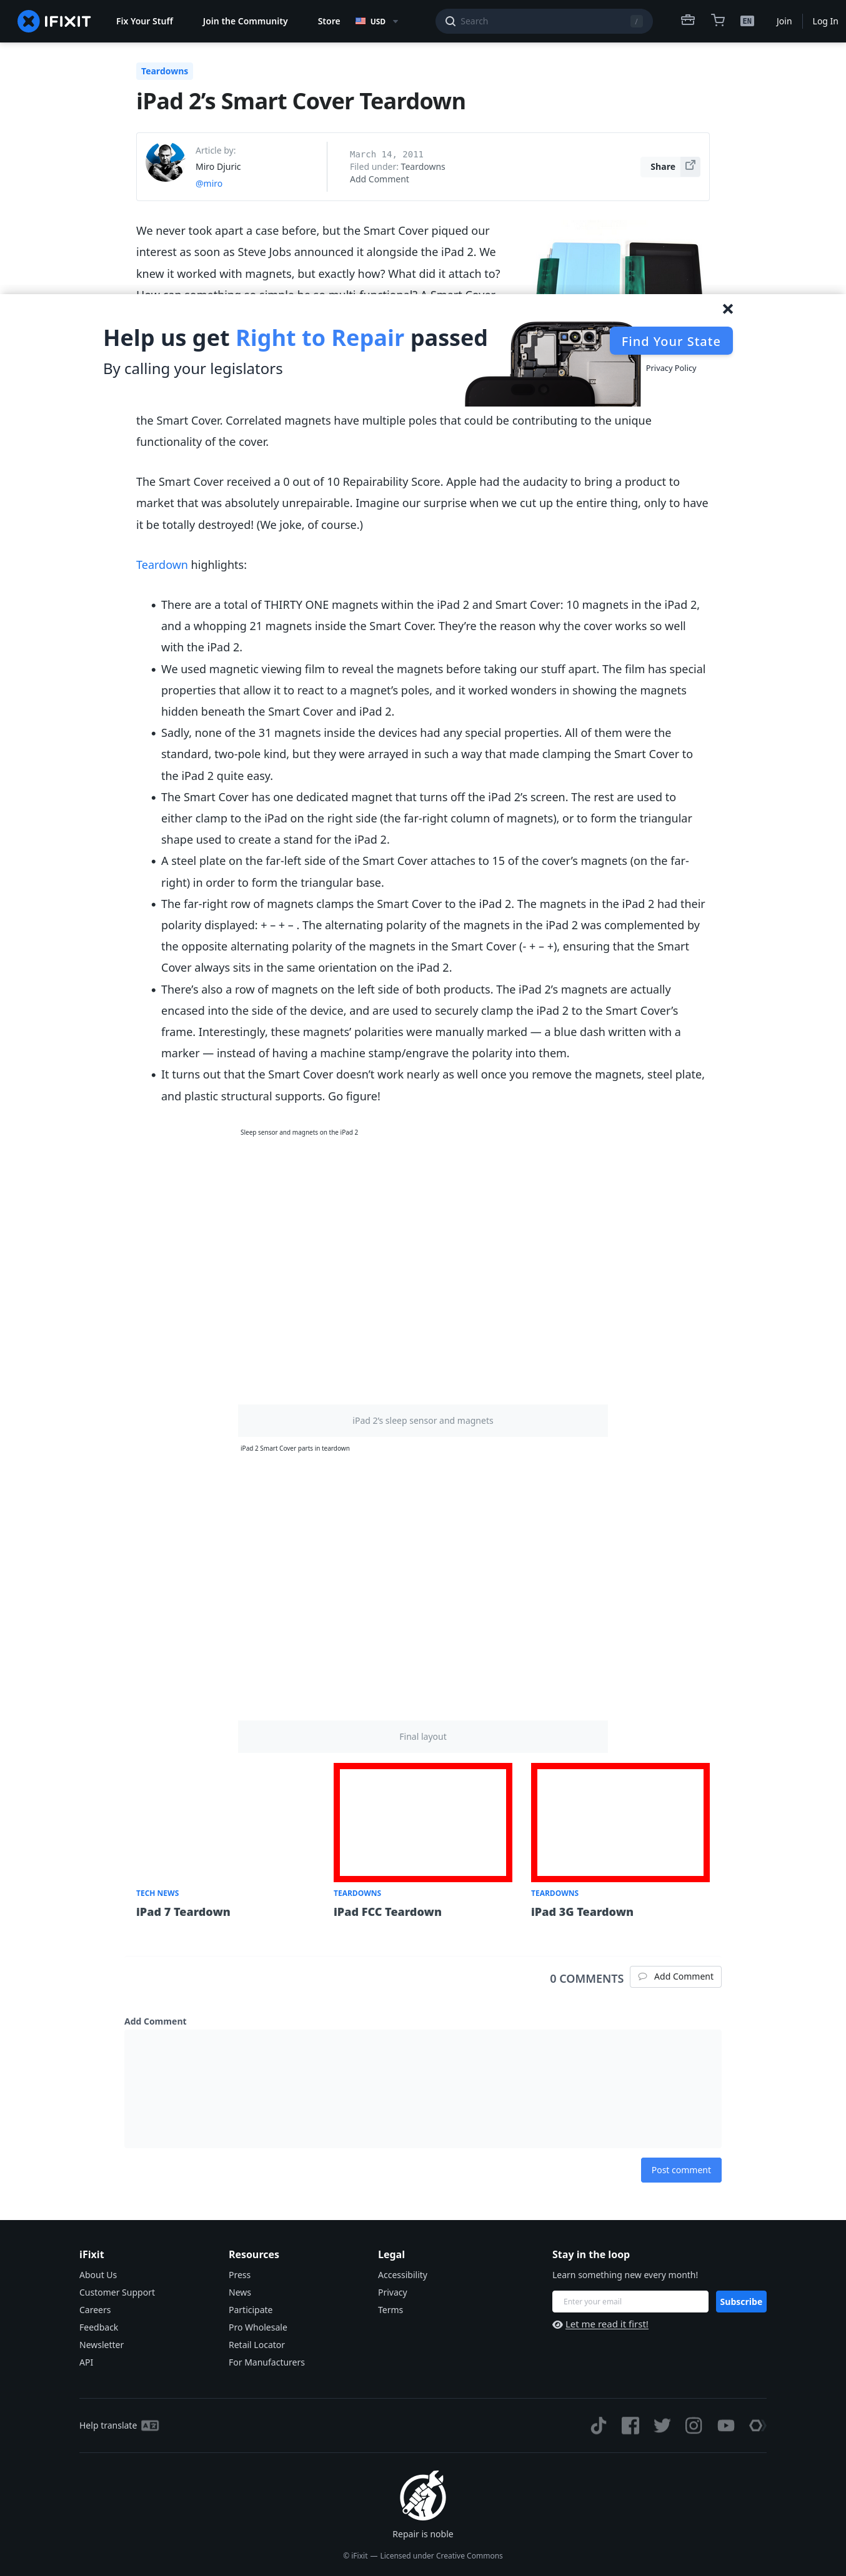 IFIXIT
Fix Your Stuff
Join the Community
Store
USD
Search
/
EN
Join
Log In
Teardowns
iPad 2’s Smart Cover Teardown
Article by:
Miro Djuric
@miro
March 14, 2011
Filed under: Teardowns
Add Comment
Share
We never took apart a case before, but the Smart Cover piqued our
interest as soon as Steve Jobs announced it alongside the iPad 2. We
knew it worked with magnets, but exactly how? What did it attach to?
Help us get Right to Repair passed
By calling your legislators
Find Your State
Privacy Policy
the Smart Cover. Correlated magnets have multiple poles that could be contributing to the unique
functionality of the cover.
The Smart Cover received a 0 out of 10 Repairability Score. Apple had the audacity to bring a product to
market that was absolutely unrepairable. Imagine our surprise when we cut up the entire thing, only to have
it be totally destroyed! (We joke, of course.)
Teardown highlights:
There are a total of THIRTY ONE magnets within the iPad 2 and Smart Cover: 10 magnets in the iPad 2,
and a whopping 21 magnets inside the Smart Cover. They’re the reason why the cover works so well
with the iPad 2.
We used magnetic viewing film to reveal the magnets before taking our stuff apart. The film has special
properties that allow it to react to a magnet’s poles, and it worked wonders in showing the magnets
hidden beneath the Smart Cover and iPad 2.
Sadly, none of the 31 magnets inside the devices had any special properties. All of them were the
standard, two-pole kind, but they were arrayed in such a way that made clamping the Smart Cover to
the iPad 2 quite easy.
The Smart Cover has one dedicated magnet that turns off the iPad 2’s screen. The rest are used to
either clamp to the iPad on the right side (the far-right column of magnets), or to form the triangular
shape used to create a stand for the iPad 2.
A steel plate on the far-left side of the Smart Cover attaches to 15 of the cover’s magnets (on the far-
right) in order to form the triangular base.
The far-right row of magnets clamps the Smart Cover to the iPad 2. The magnets in the iPad 2 had their
polarity displayed: + – + – . The alternating polarity of the magnets in the iPad 2 was complemented by
the opposite alternating polarity of the magnets in the Smart Cover (- + – +), ensuring that the Smart
Cover always sits in the same orientation on the iPad 2.
There’s also a row of magnets on the left side of both products. The iPad 2’s magnets are actually
encased into the side of the device, and are used to securely clamp the iPad 2 to the Smart Cover’s
frame. Interestingly, these magnets’ polarities were manually marked — a blue dash written with a
marker — instead of having a machine stamp/engrave the polarity into them.
It turns out that the Smart Cover doesn’t work nearly as well once you remove the magnets, steel plate,
and plastic structural supports. Go figure!
Sleep sensor and magnets on the iPad 2
iPad 2’s sleep sensor and magnets
iPad 2 Smart Cover parts in teardown
Final layout
TECH NEWS
iPad 7 Teardown
TEARDOWNS
iPad FCC Teardown
TEARDOWNS
iPad 3G Teardown
0 COMMENTS
Add Comment
Add Comment
Post comment
iFixit
About Us
Customer Support
Careers
Feedback
Newsletter
API
Resources
Press
News
Participate
Pro Wholesale
Retail Locator
For Manufacturers
Legal
Accessibility
Privacy
Terms
Stay in the loop
Learn something new every month!
Enter your email
Subscribe
Let me read it first!
Help translate
Repair is noble
© iFixit — Licensed under Creative Commons